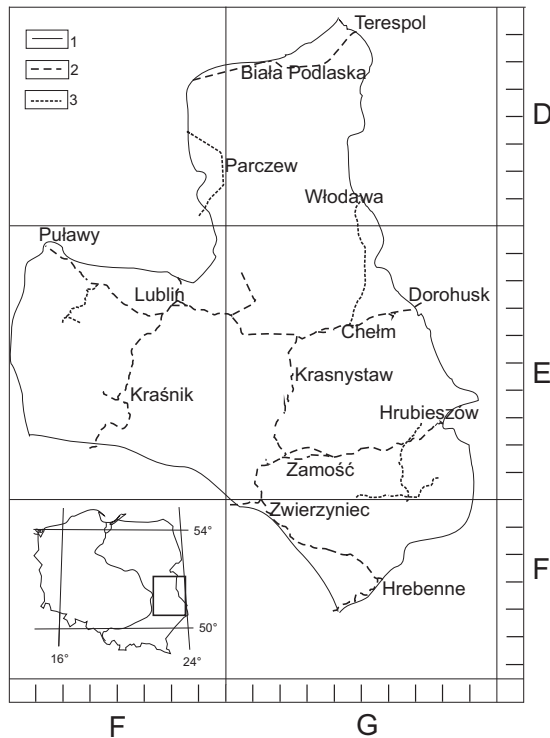 Terespol
1
2
3
Biała Podlaska
D
Parczew
Włodawa
Puławy
Lublin
Dorohusk
Chełm
Krasnystaw
E
Kraśnik
Hrubieszów
Zamość
Zwierzyniec
54°
F
Hrebenne
50°
16°
24°
F
G